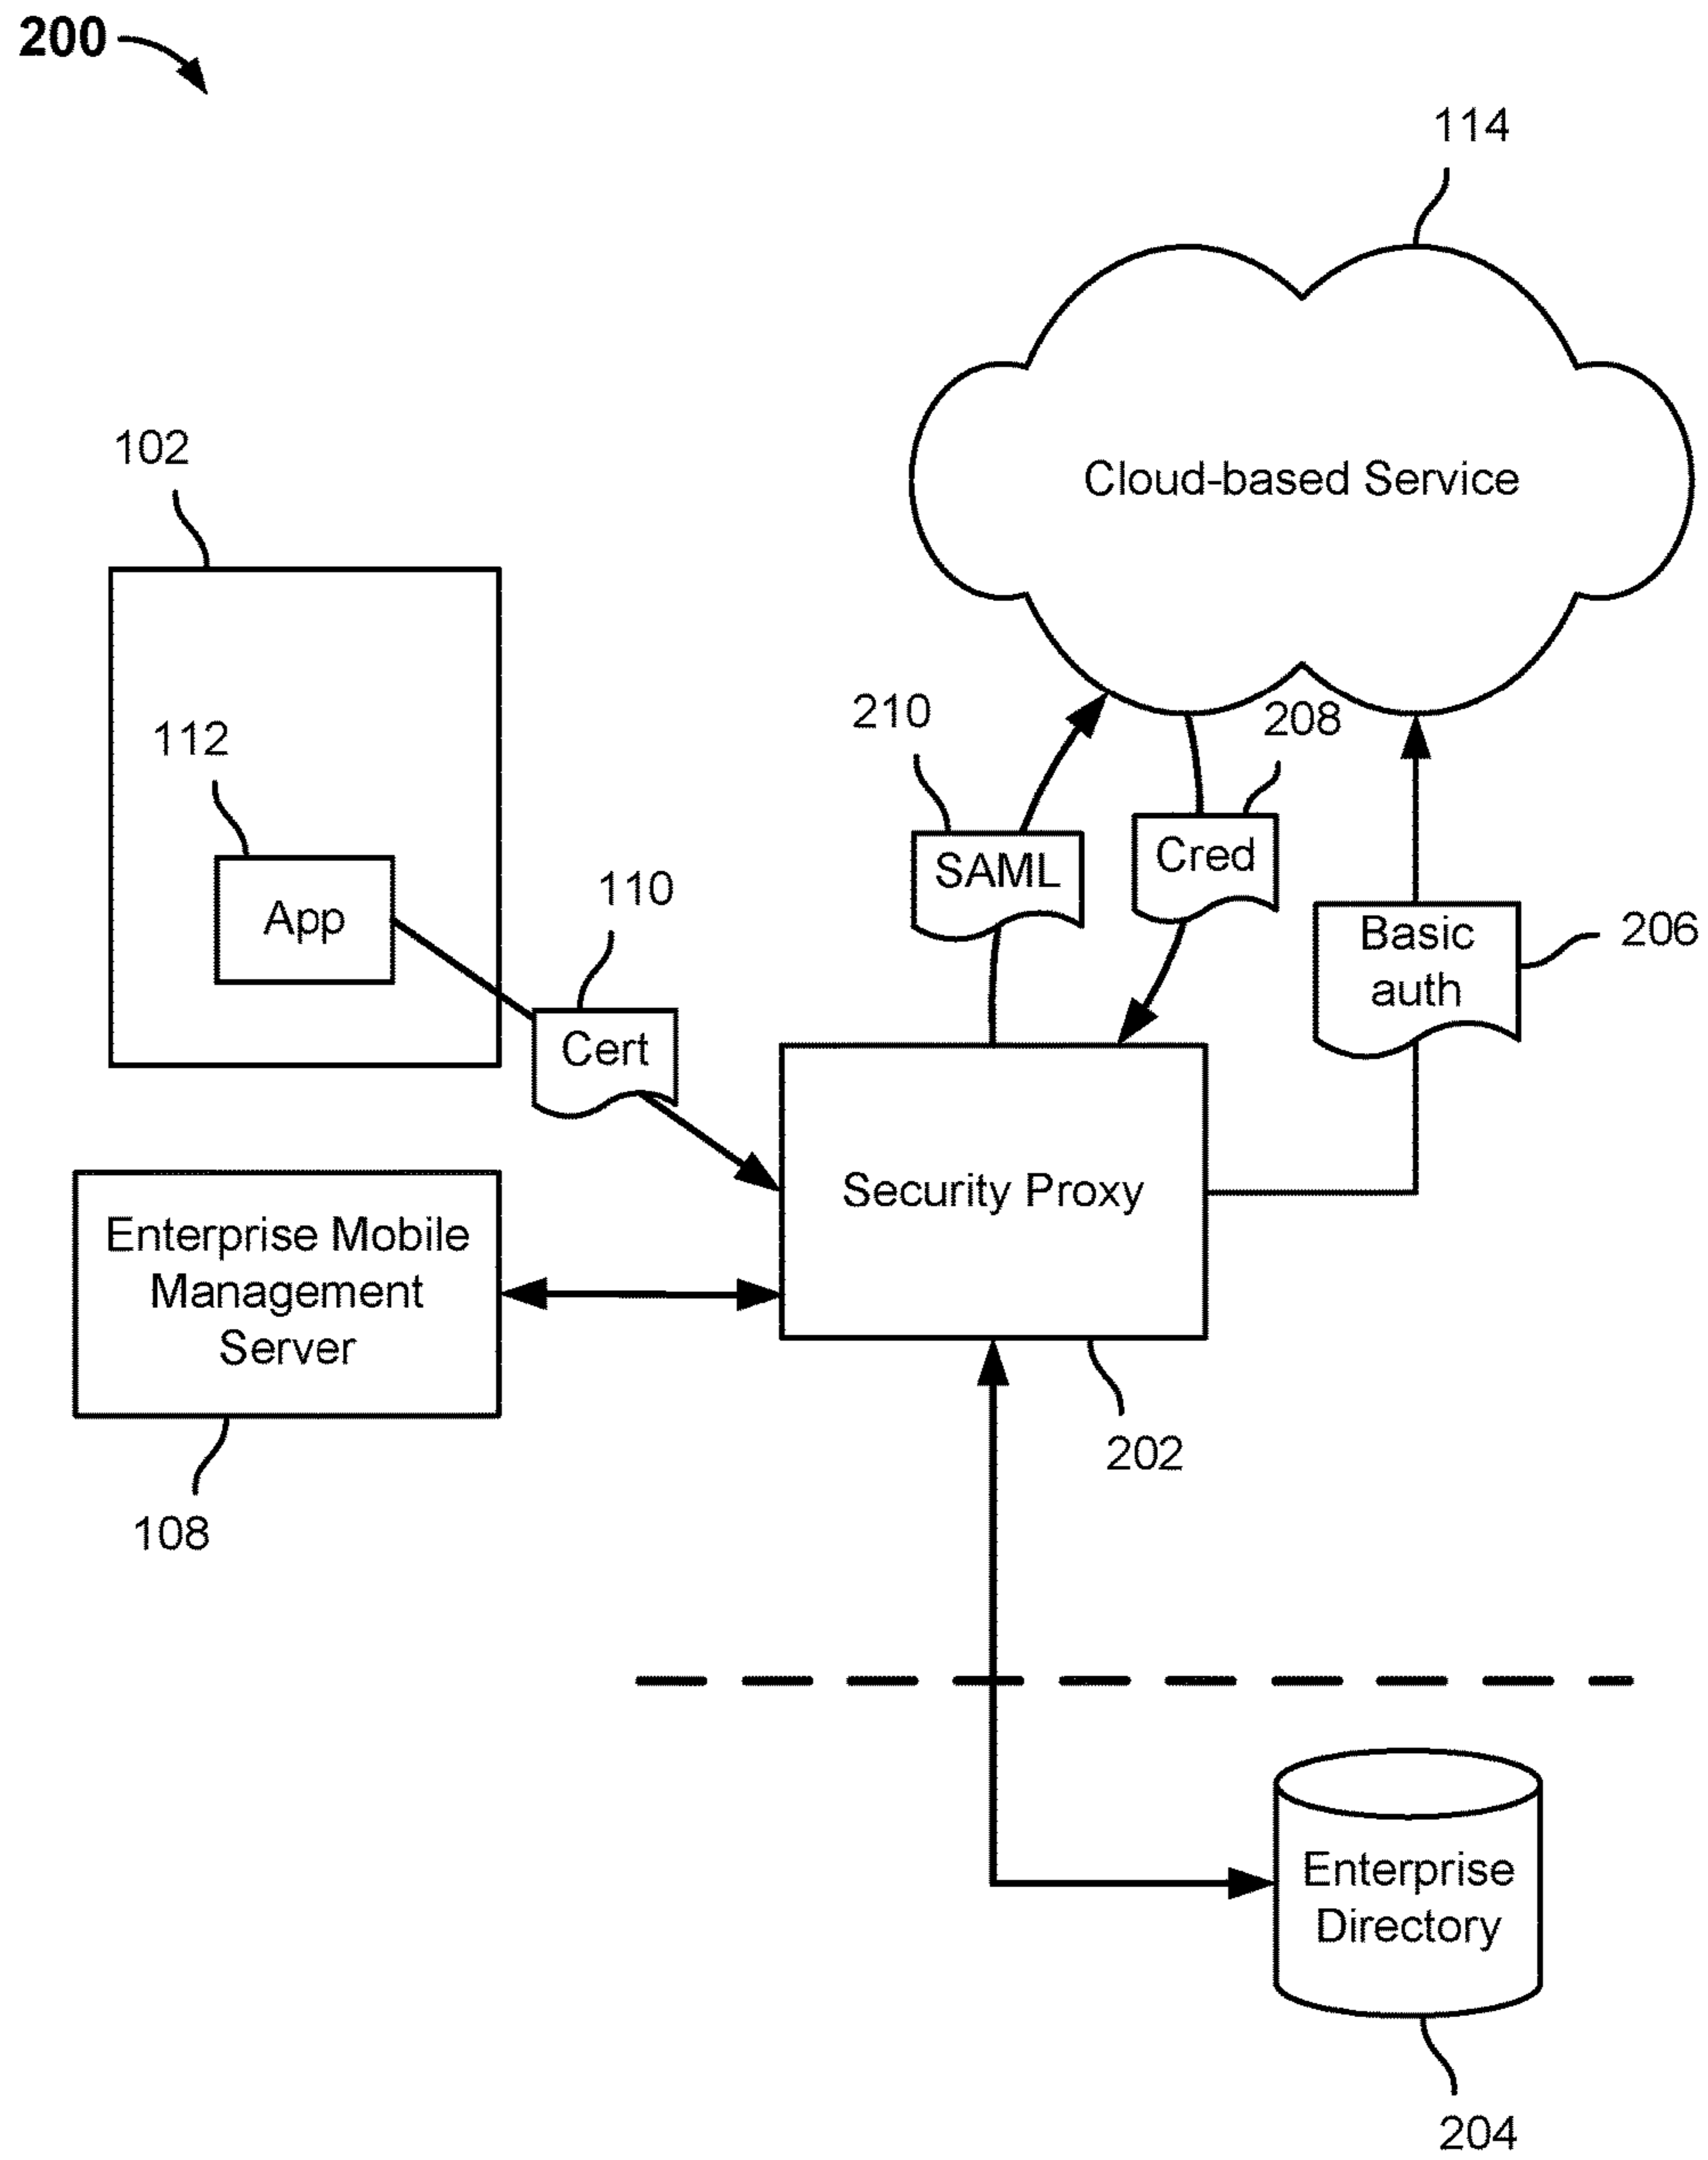 200
114
Cloud-based Service
102
112
App
210
208
SAML
Cred
110
Cert
Basic
auth
206
Security Proxy
Enterprise Mobile
Management
Server
202
108
Enterprise
Directory
204